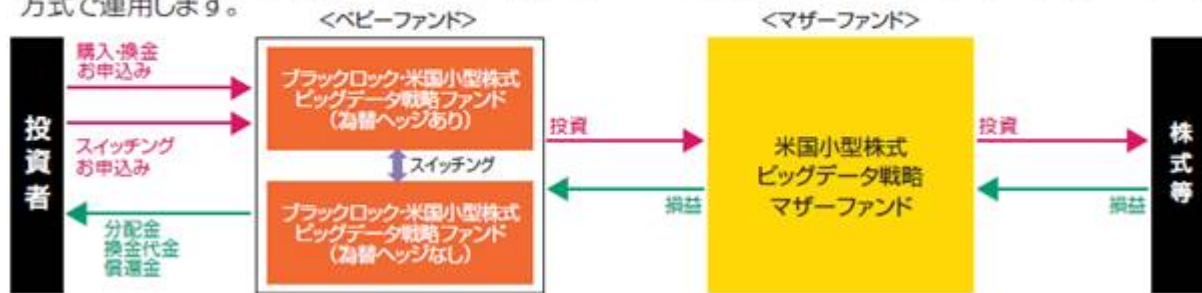 方式で運用します。
<ベビーファンド>
<マザーファンド>
投資者
購入・換金
お申込み
スイッチング
お申込み
分配金
換金代金
償還金
ブラックロック・米国小型株式
ビッグデータ戦略ファンド
(為替ヘッジあり)
スイッチング
ブラックロック・米国小型株式
ビッグデータ戦略ファンド
(為替ヘッジなし)
投資
損益
米国小型株式
ビッグデータ戦略
マザーファンド
投資
損益
株式等